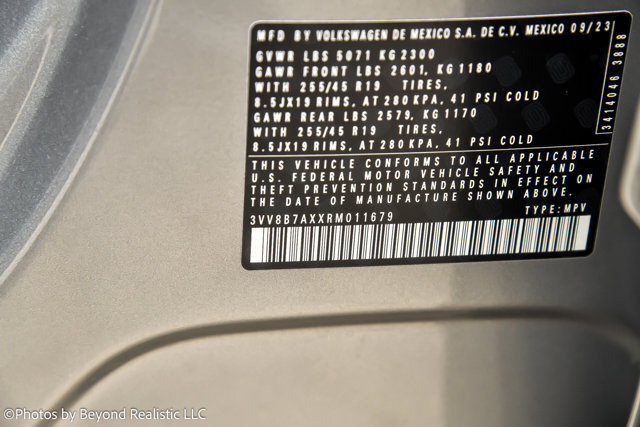 MFD BY VOLKSWAGEN DE MEXICO S.A. DE C.V. MEXICO 09/23
GVWR LBS 5071 KG 2300
GAWR FRONT LBS 2601, KG 1180
WITH 255/45 R19 TIRES,
8.5JX19 RIMS, AT 280 KPA, 41 PSI COLD
GAWR REAR LBS 2579, KG 1170
WITH 255/45 R19 TIRES,
8.5JX19 RIMS, AT 280KPA, 41 PSI COLD
3414046 3888
THIS VEHICLE CONFORMS TO ALL APPLICABLE
U.S. FEDERAL MOTOR VEHICLE SAFETY AND
THEFT PREVENTION STANDARDS IN EFFECT ON
THE DATE OF MANUFACTURE SHOWN ABOVE.
3VV8B7AXXRM011679 TYPE: MPV
©Photos by Beyond Realistic LLC